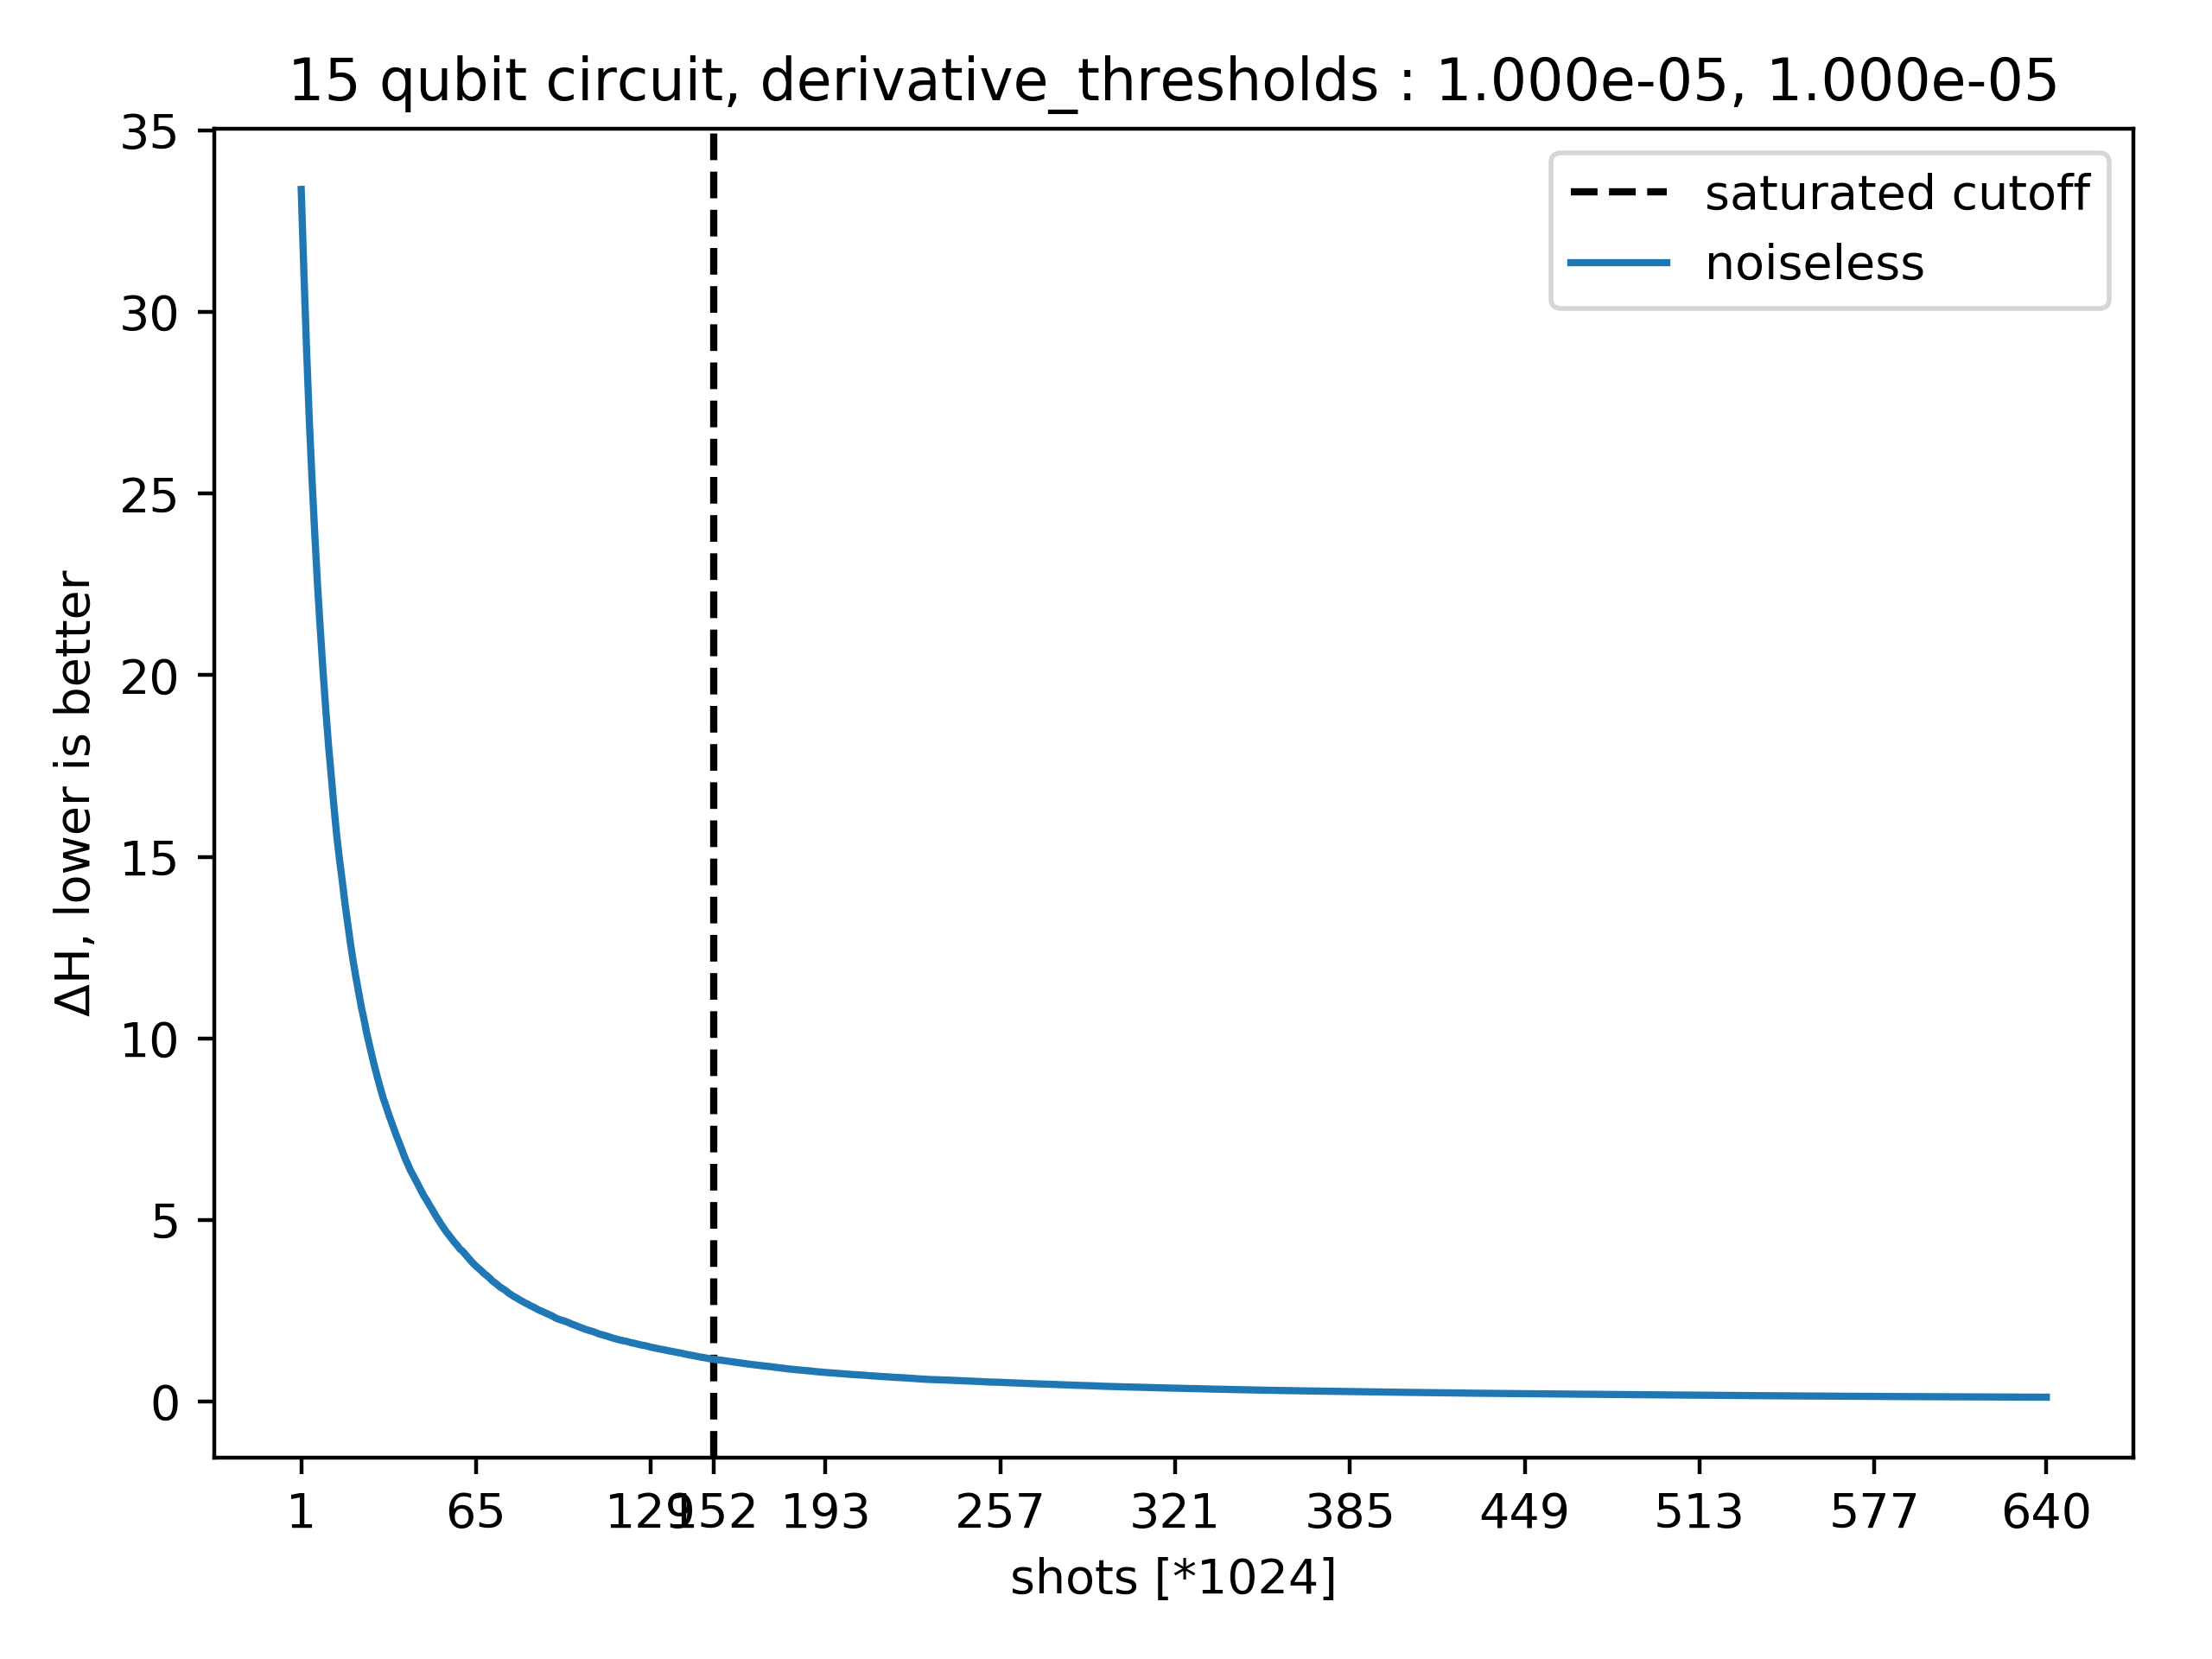 15 qubit circuit, derivative_thresholds : 1.000e-05, 1.000e-05
35
30
25
20
15
10
5
0
ΔH, lower is better
saturated cutoff
noiseless
1 65 129 152 193 257 321 385 449 513 577 640
shots [*1024]